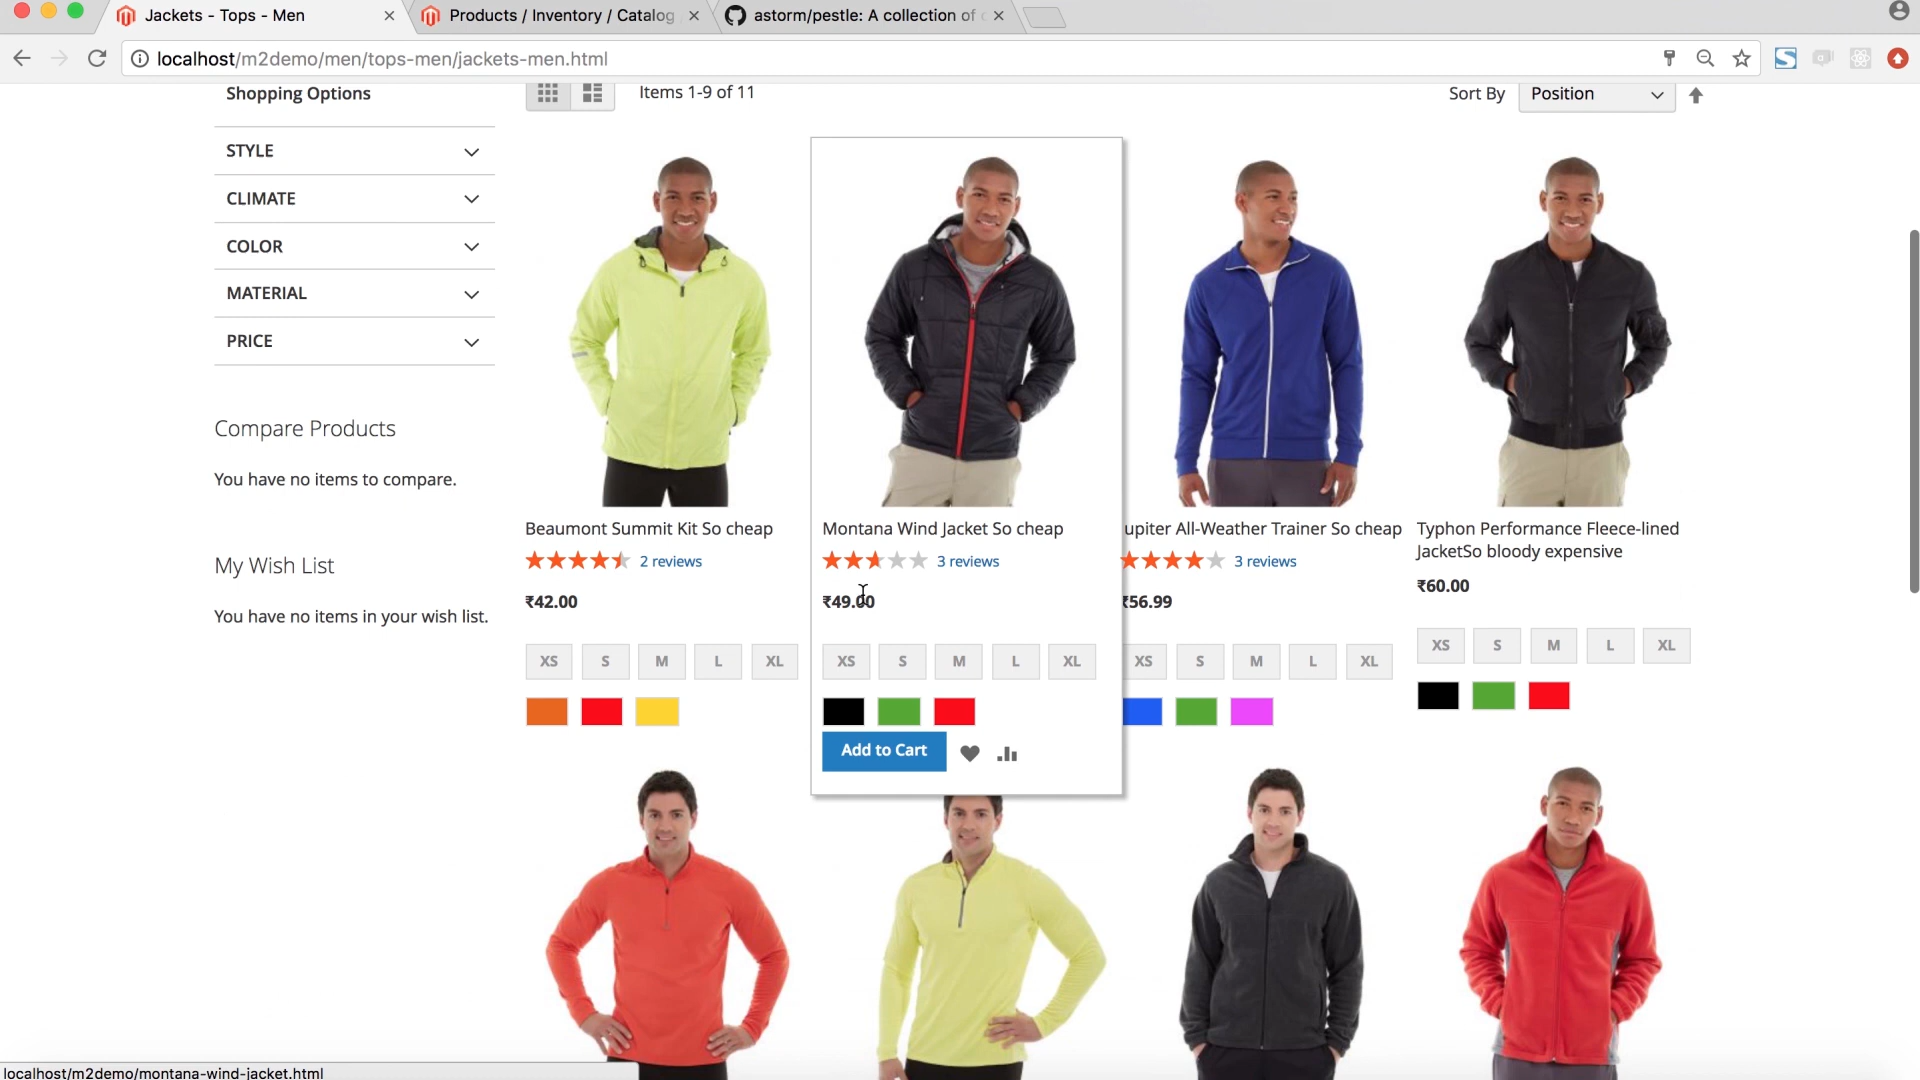 Jackets - Tops - Men
Products / Inventory / Catalog
astorm/pestle: A collection of
localhost/m2demo/men/tops-men/jackets-men.html
Shopping Options
Items 1-9 of 11
Sort By
Position
STYLE
CLIMATE
COLOR
MATERIAL
PRICE
Compare Products
You have no items to compare.
My Wish List
You have no items in your wish list.
Beaumont Summit Kit So cheap
2 reviews
₹42.00
XS S M L XL
Montana Wind Jacket So cheap
3 reviews
₹49.00
XS S M L XL
Add to Cart
upiter All-Weather Trainer So cheap
3 reviews
₹56.99
XS S M L XL
Typhon Performance Fleece-lined
JacketSo bloody expensive
₹60.00
XS S M L XL
localhost/m2demo/montana-wind-jacket.html